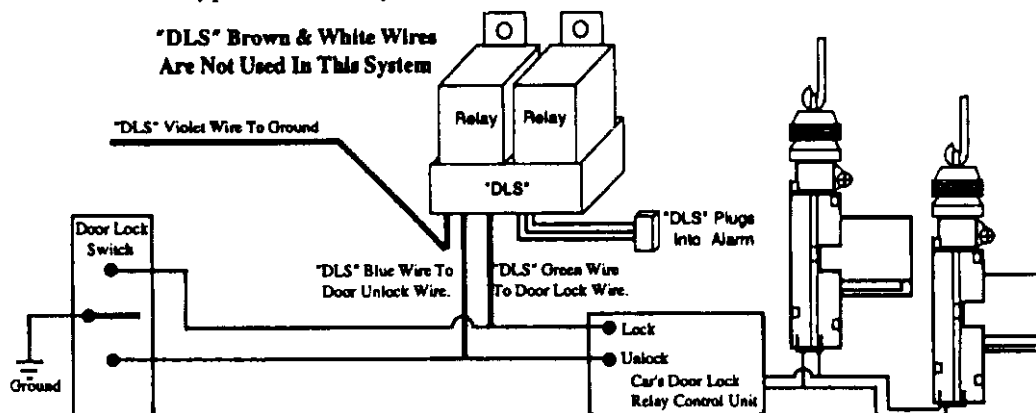 "DLS" Brown & White Wires
Are Not Used In This System
Relay
Relay
"DLS" Violet Wire To Ground
"DLS"
"DLS" Plugs
Into Alarm
Door Lock
Switch
"DLS" Blue Wire To
Door Unlock Wire.
"DLS" Green Wire
To Door Lock Wire.
Lock
Unlock
Car's Door Lock
Relay Control Unit
Ground